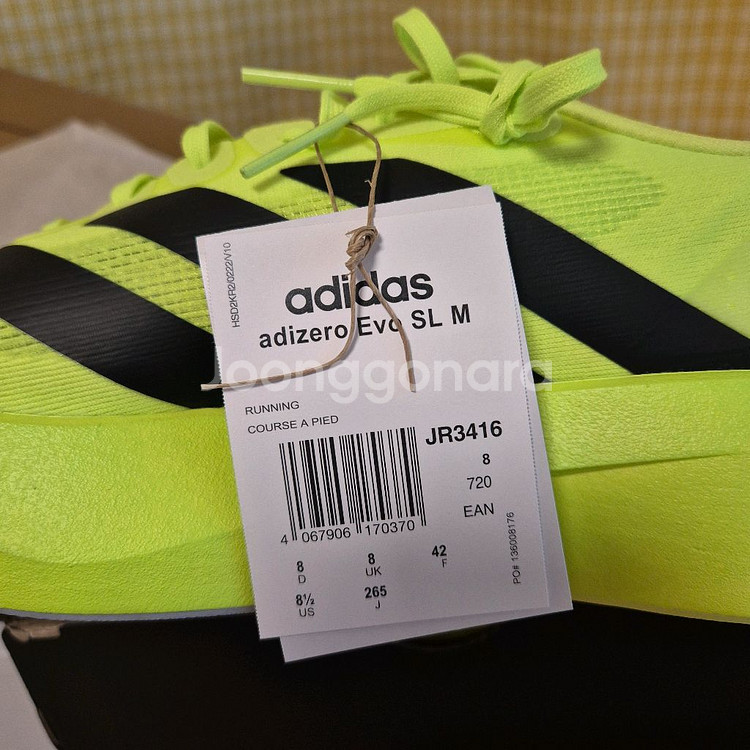 HSD2KR2/0222/V10
adidas
adizero Evo SL M
joonggonara
RUNNING
COURSE A PIED
JR3416
8
720
EAN
4 067906 170370
8 D
8 UK
42 F
8½ US
265 J
PO# 136008176